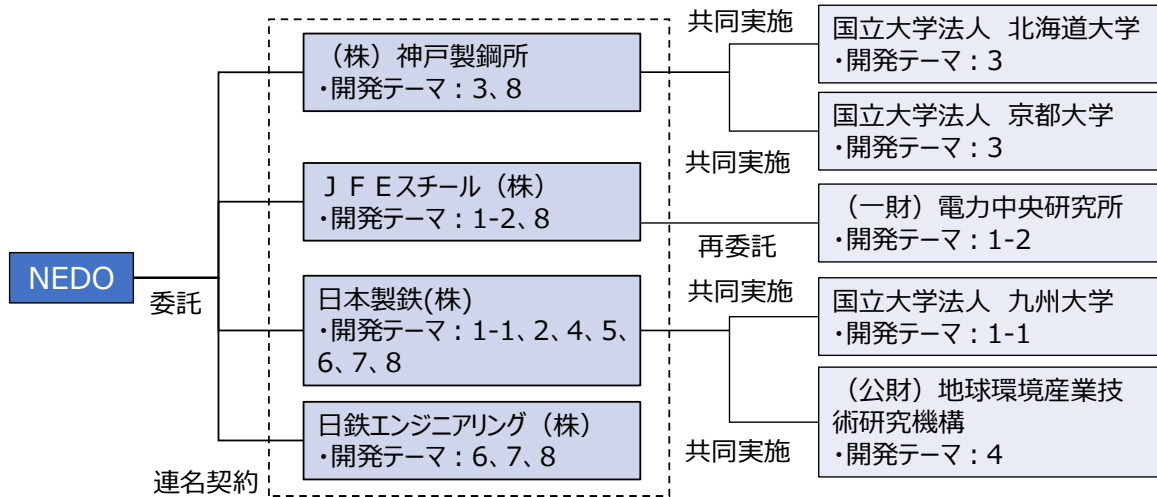 NEDO
委託
連名契約
（株）神戸製鋼所
・開発テーマ：3、8
ＪＦＥスチール（株）
・開発テーマ：1-2、8
日本製鉄(株)
・開発テーマ：1-1、2、4、5、
6、7、8
日鉄エンジニアリング（株）
・開発テーマ：6、7、8
共同実施
国立大学法人　北海道大学
・開発テーマ：3
国立大学法人　京都大学
・開発テーマ：3
共同実施
（一財）電力中央研究所
・開発テーマ：1-2
再委託
共同実施
国立大学法人　九州大学
・開発テーマ：1-1
（公財）地球環境産業技
術研究機構
・開発テーマ：4
共同実施